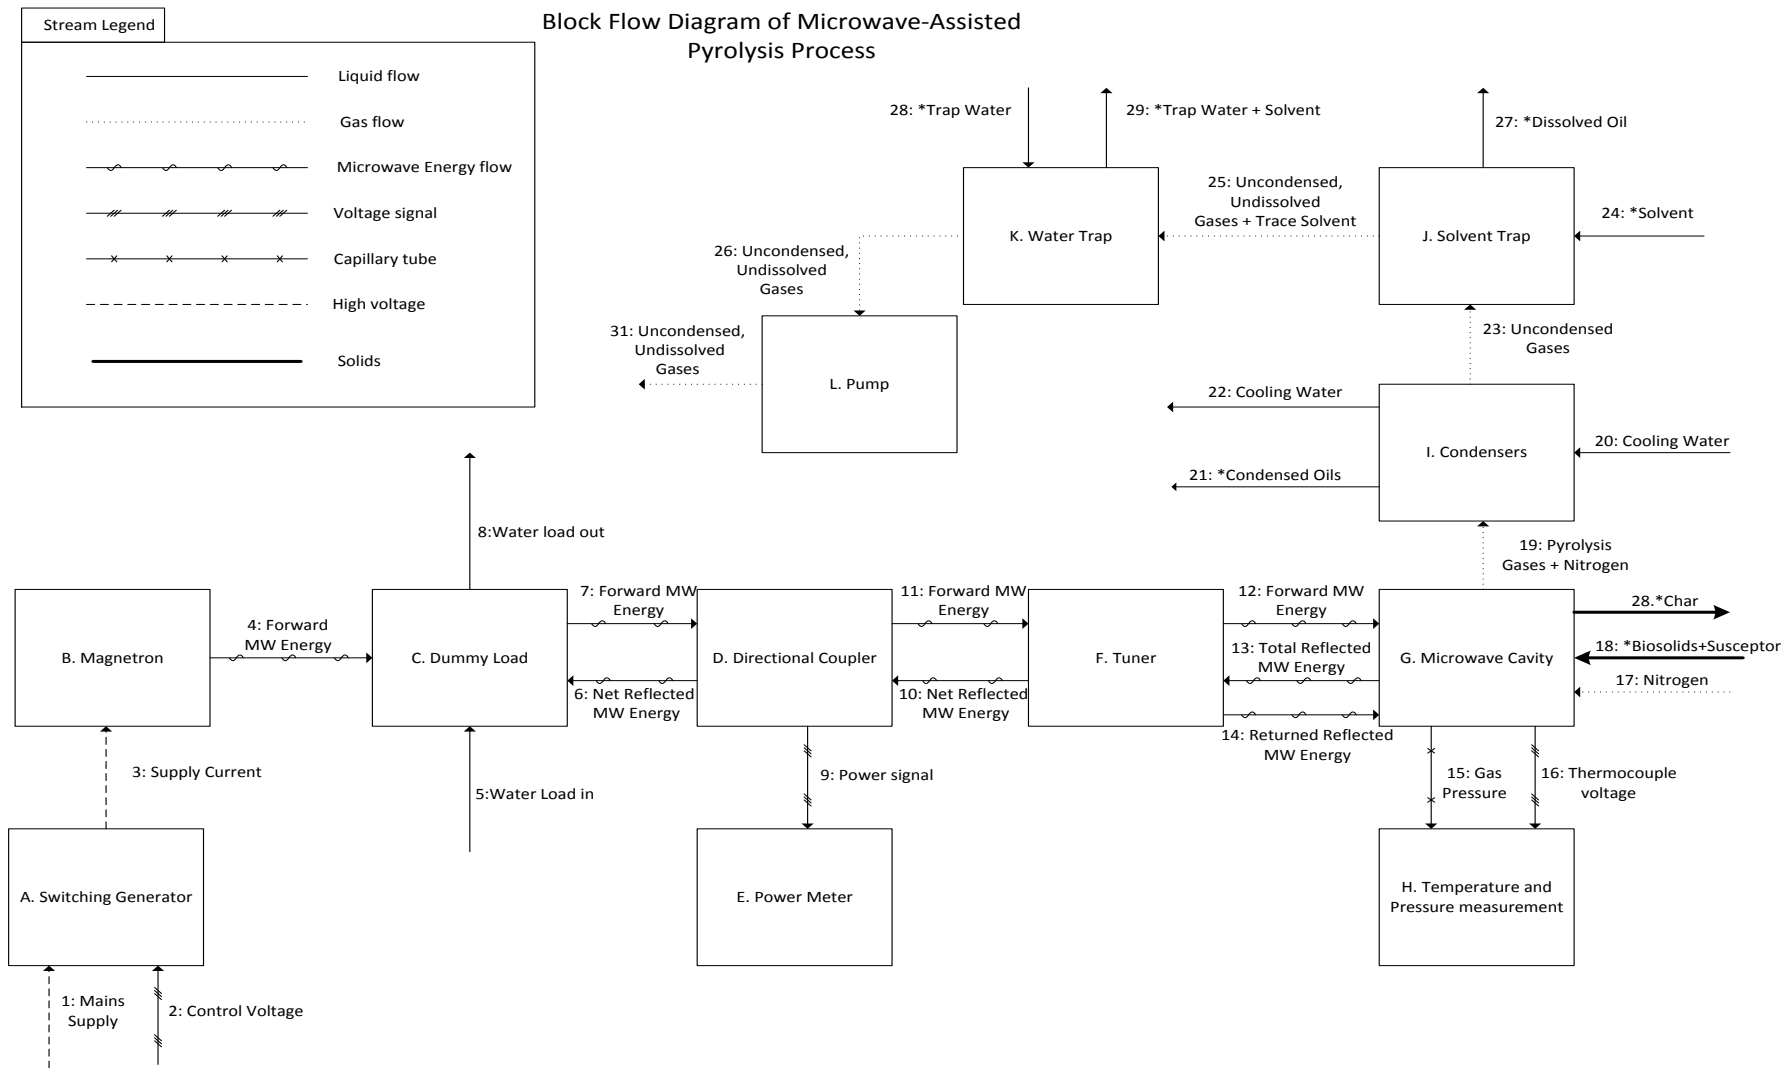 Stream Legend
Block Flow Diagram of Microwave-Assisted
Pyrolysis Process
Liquid flow
Gas flow
Microwave Energy flow
Voltage signal
Capillary tube
High voltage
Solids
28: *Trap Water
29: *Trap Water + Solvent
27: *Dissolved Oil
K. Water Trap
25: Uncondensed,
Undissolved
Gases + Trace Solvent
J. Solvent Trap
24: *Solvent
26: Uncondensed,
Undissolved
Gases
31: Uncondensed,
Undissolved
Gases
L. Pump
23: Uncondensed
Gases
22: Cooling Water
I. Condensers
20: Cooling Water
21: *Condensed Oils
8:Water load out
19: Pyrolysis
Gases + Nitrogen
B. Magnetron
4: Forward
MW Energy
C. Dummy Load
7: Forward MW
Energy
6: Net Reflected
MW Energy
D. Directional Coupler
11: Forward MW
Energy
10: Net Reflected
MW Energy
F. Tuner
12: Forward MW
Energy
13: Total Reflected
MW Energy
14: Returned Reflected
MW Energy
G. Microwave Cavity
28.*Char
18: *Biosolids+Susceptor
17: Nitrogen
3: Supply Current
5:Water Load in
9: Power signal
15: Gas
Pressure
16: Thermocouple
voltage
A. Switching Generator
E. Power Meter
H. Temperature and
Pressure measurement
1: Mains
Supply
2: Control Voltage